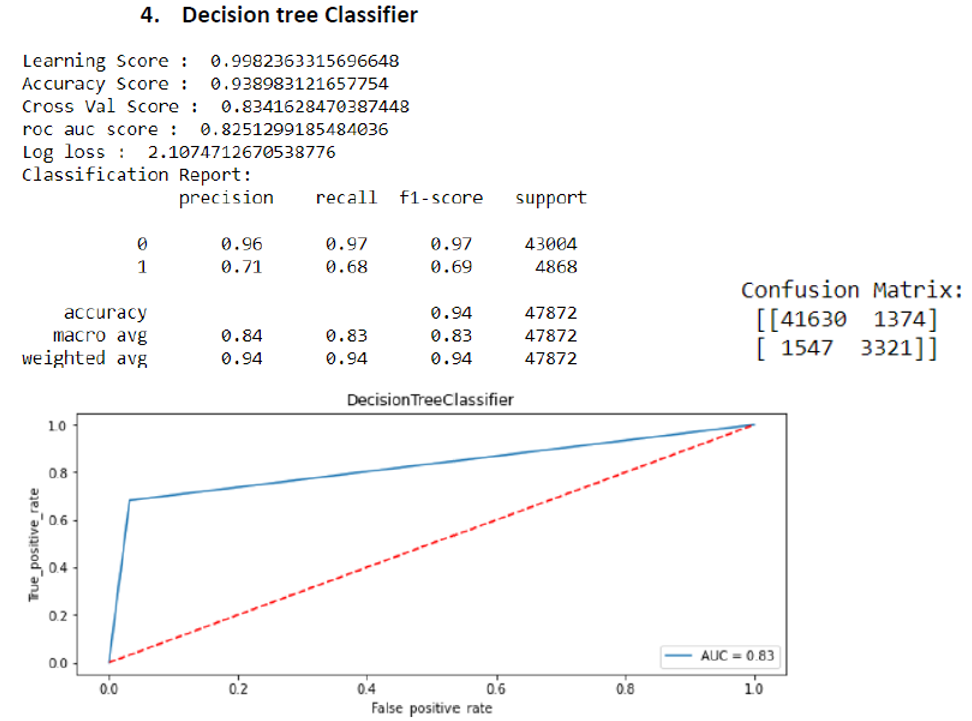 4. Decision tree Classifier
Learning Score : 0.9982363315696648
Accuracy Score : 0.938983121657754
Cross Val Score : 0.8341628470387448
roc auc score : 0.8251299185484036
Log loss : 2.1074712670538776
Classification Report:
precision recall f1-score support
0 0.96 0.97 0.97 43004
1 0.71 0.68 0.69 4868
accuracy 0.94 47872
macro avg 0.84 0.83 0.83 47872
weighted avg 0.94 0.94 0.94 47872
Confusion Matrix:
[[41630 1374]
[ 1547 3321]]
DecisionTreeClassifier
1.0
0.8
0.6
0.4
0.2
0.0
True_positive_rate
AUC = 0.83
0.0 0.2 0.4 0.6 0.8 1.0
False positive rate